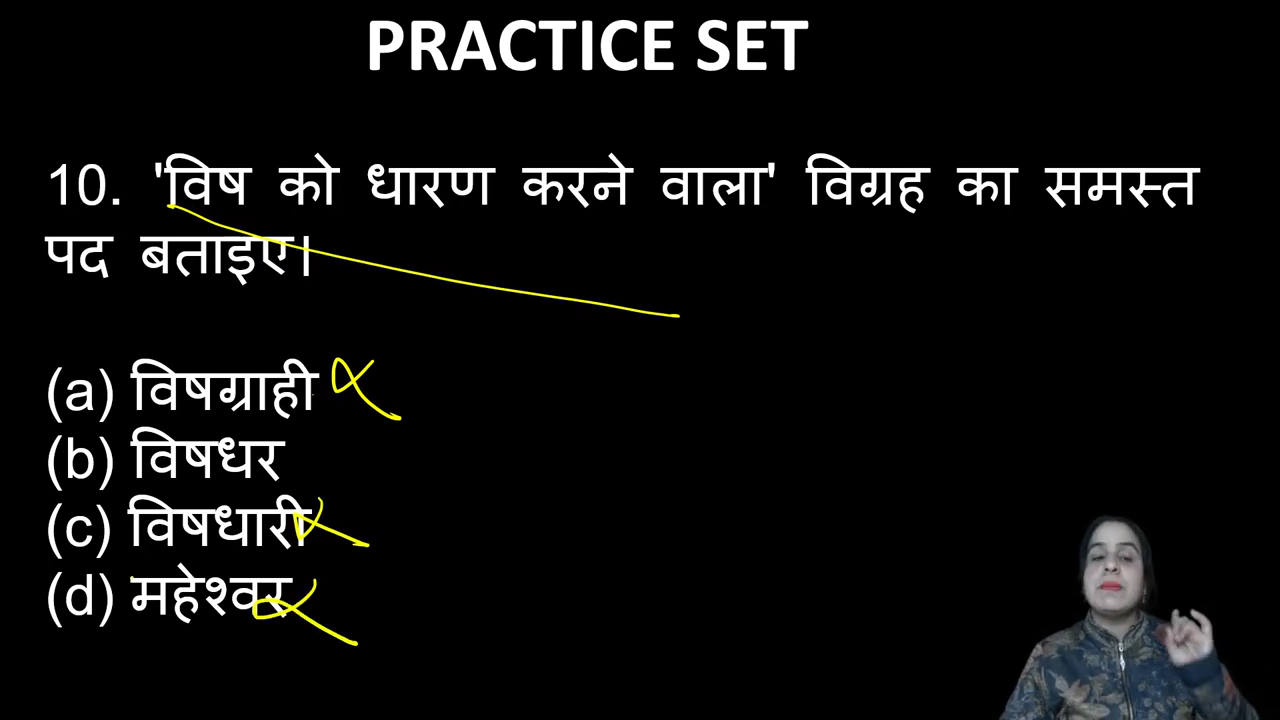 PRACTICE SET
10. 'विष को धारण करने वाला' विग्रह का समस्त
पद बताइए।
(a) विषग्राही
(b) विषधर
(c) विषधारी
(d) महेश्वर